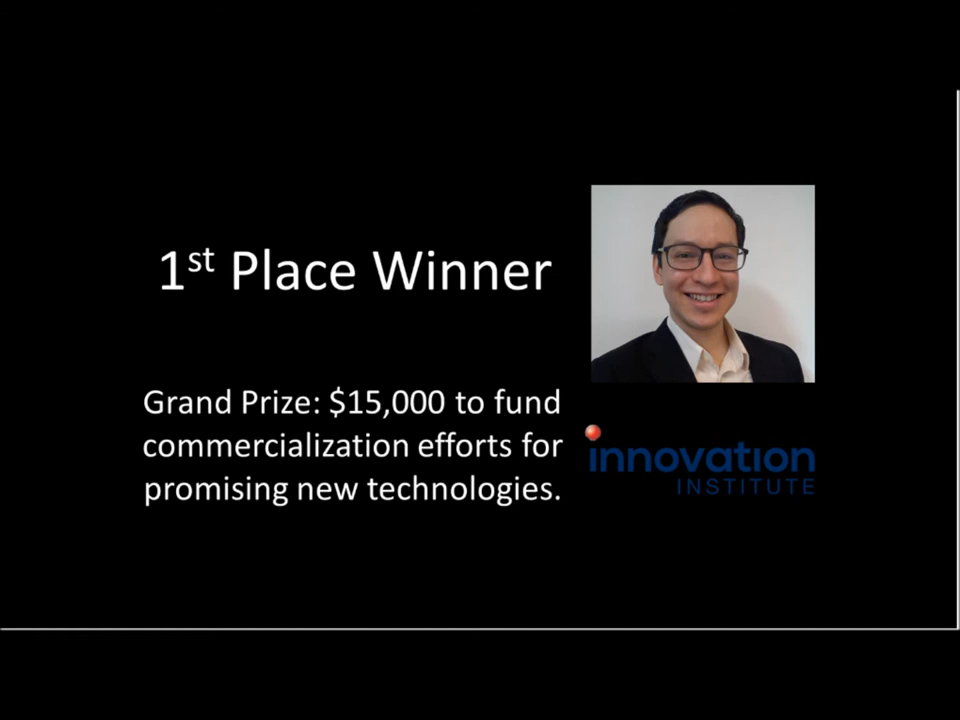 1st Place Winner
Grand Prize: $15,000 to fund
commercialization efforts for
promising new technologies.
innovation
INSTITUTE